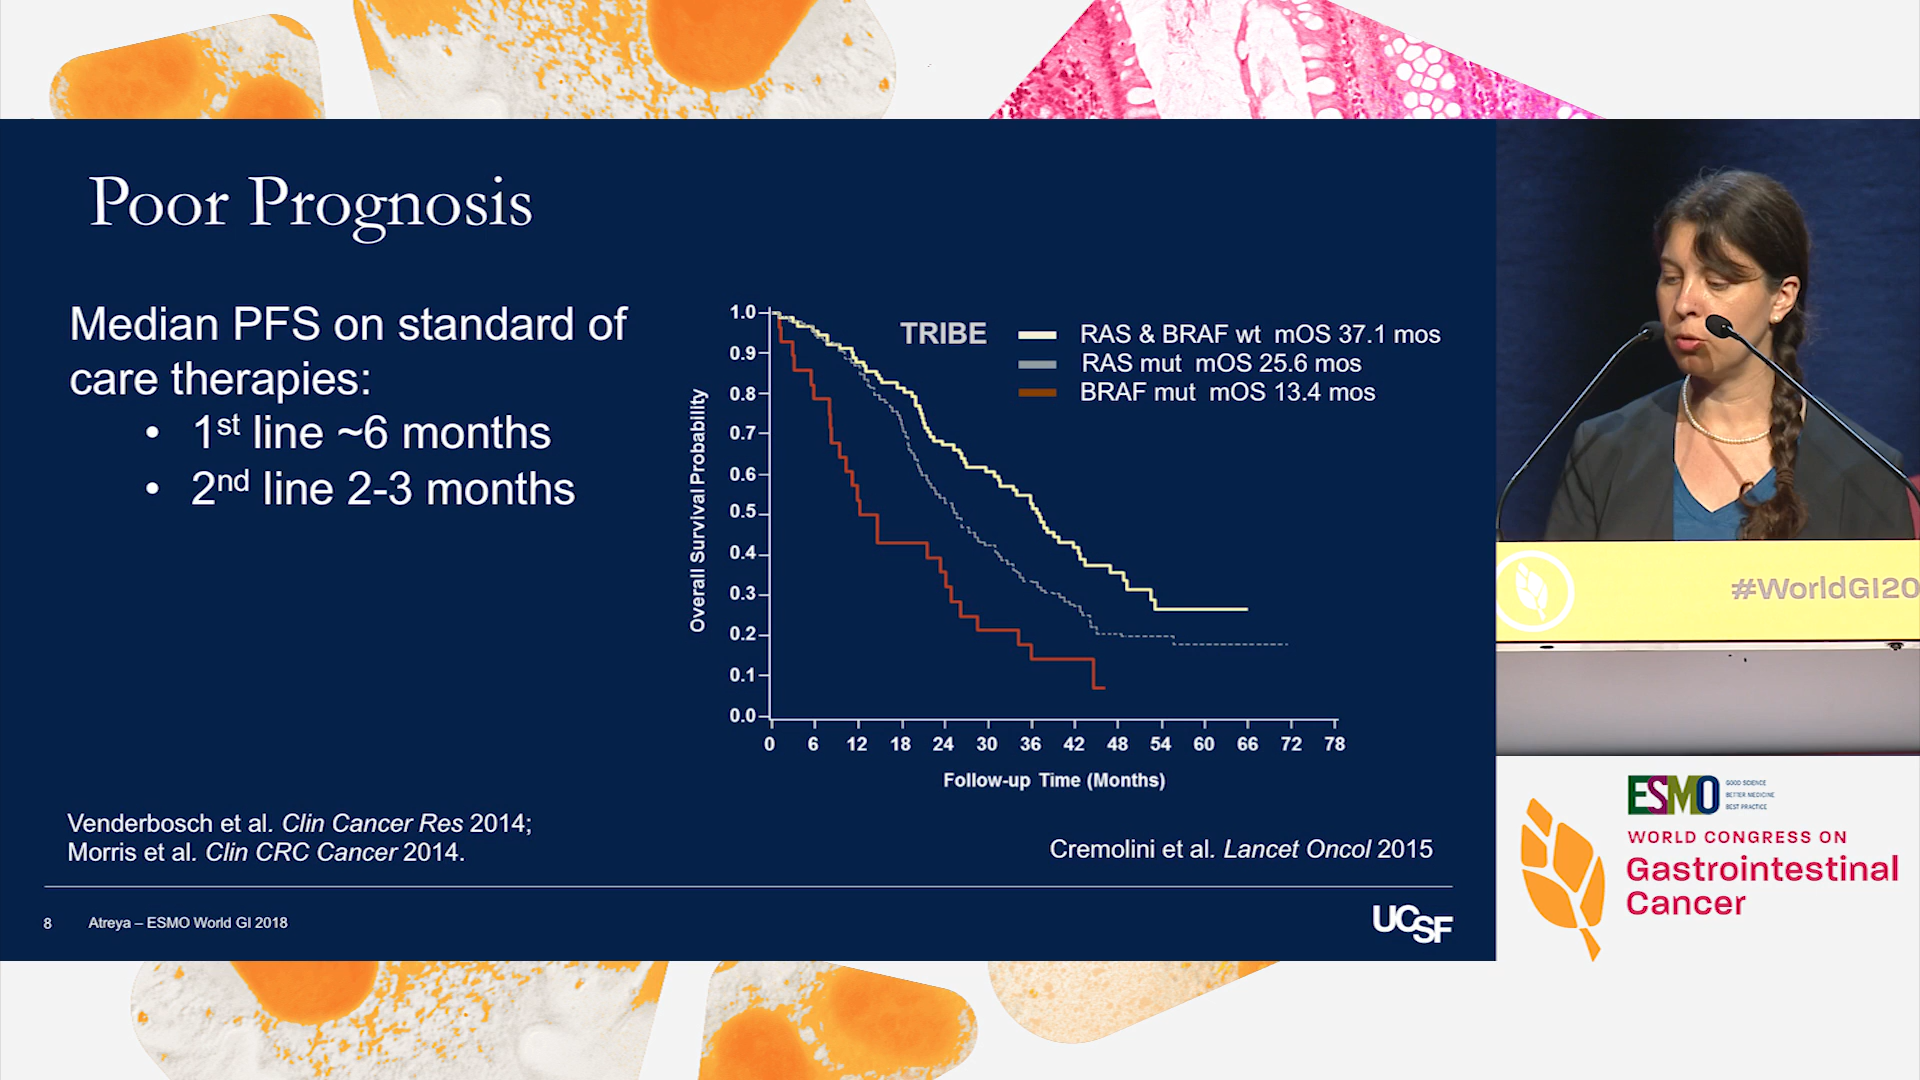 Poor Prognosis
Median PFS on standard of
care therapies:
• 1st line ~6 months
• 2nd line 2-3 months
TRIBE
RAS & BRAF wt mOS 37.1 mos
RAS mut mOS 25.6 mos
BRAF mut mOS 13.4 mos
Overall Survival Probability
1.0
0.9
0.8
0.7
0.6
0.5
0.4
0.3
0.2
0.1
0.0
0 6 12 18 24 30 36 42 48 54 60 66 72 78
Follow-up Time (Months)
Venderbosch et al. Clin Cancer Res 2014;
Morris et al. Clin CRC Cancer 2014.
Cremolini et al. Lancet Oncol 2015
8 Atreya – ESMO World GI 2018
UCSF
#WorldGI20
ESMO
GOOD SCIENCE
BETTER MEDICINE
BEST PRACTICE
WORLD CONGRESS ON
Gastrointestinal
Cancer